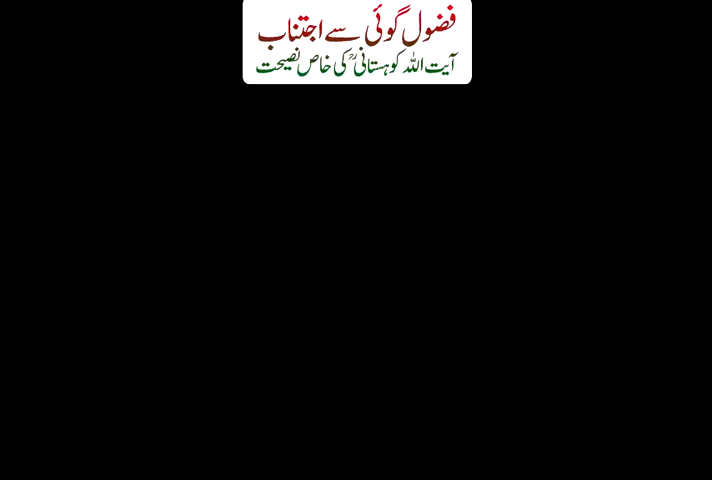 فضول گوئی سے اجتناب
آیت اللہ کوہستانیؒ کی خاص نصیحت